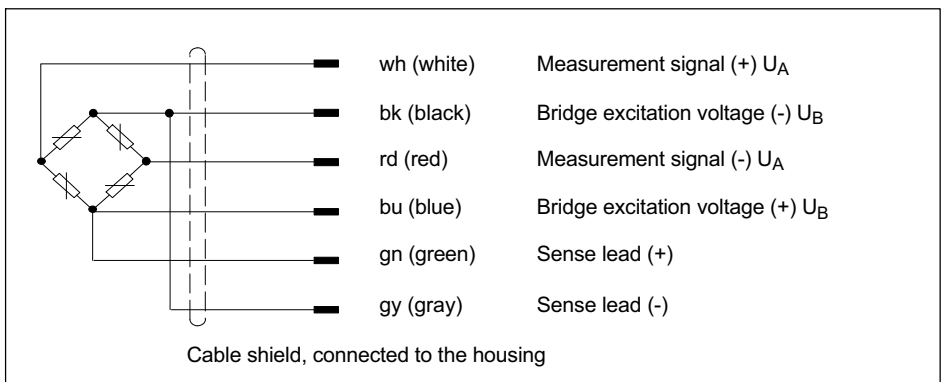 wh (white) Measurement signal (+) UA
bk (black) Bridge excitation voltage (-) UB
rd (red) Measurement signal (-) UA
bu (blue) Bridge excitation voltage (+) UB
gn (green) Sense lead (+)
gy (gray) Sense lead (-)
Cable shield, connected to the housing